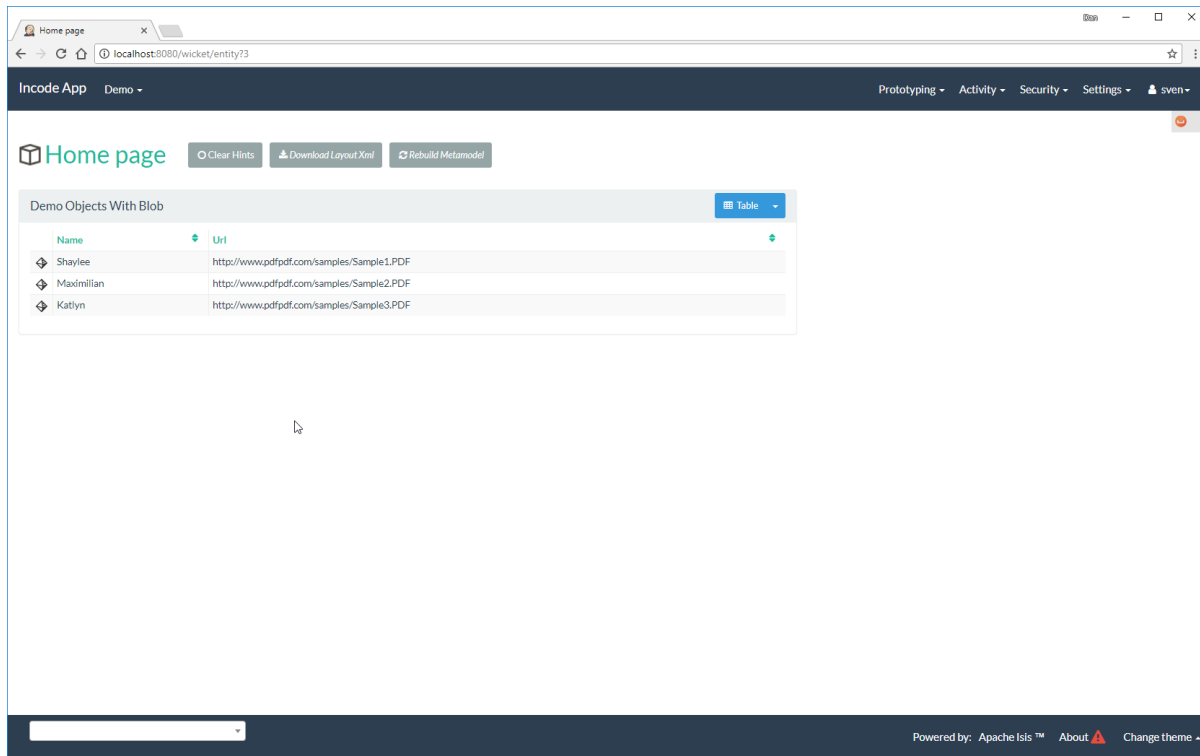 Dan
Home page
localhost:8080/wicket/entity?3
Incode App Demo Prototyping Activity Security Settings sven
Home page Clear Hints Download Layout Xml Rebuild Metamodel
Demo Objects With Blob Table
Name Url
Shaylee http://www.pdfpdf.com/samples/Sample1.PDF
Maximilian http://www.pdfpdf.com/samples/Sample2.PDF
Katlyn http://www.pdfpdf.com/samples/Sample3.PDF
Powered by: Apache Isis ™ About Change theme